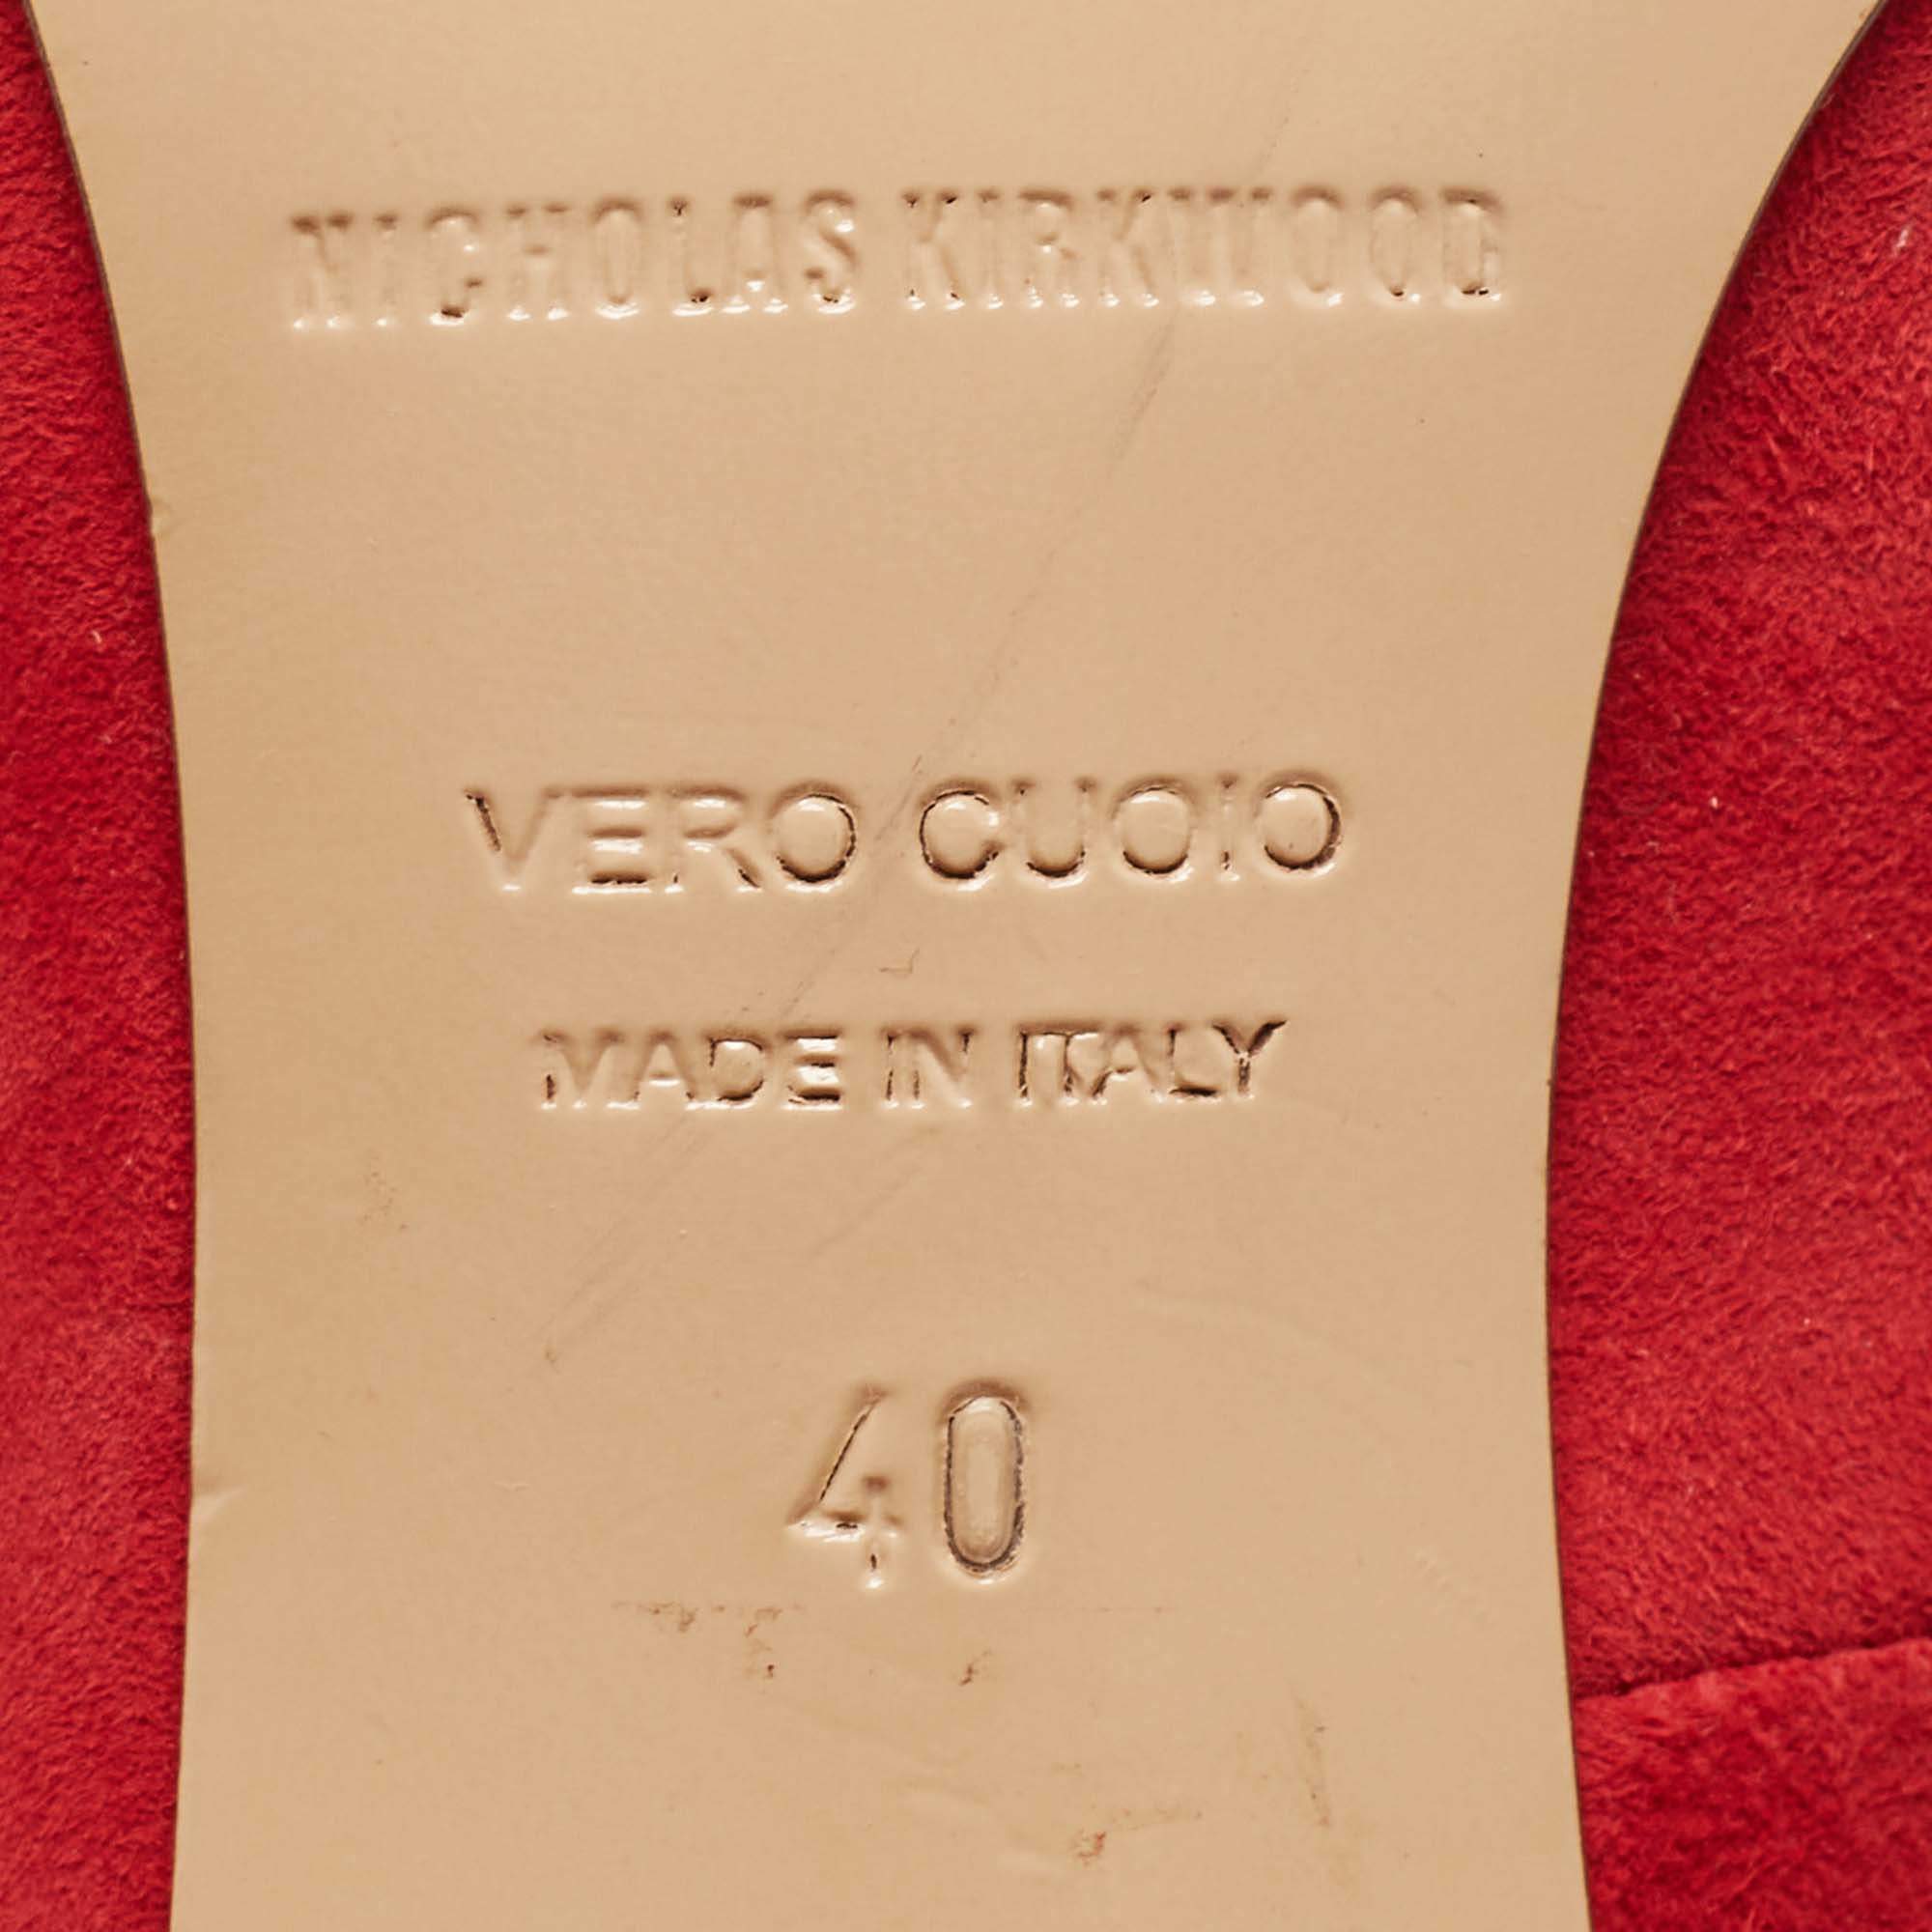 NICHOLAS KIRKWOOD
VERO CUOIO
MADE IN ITALY
40